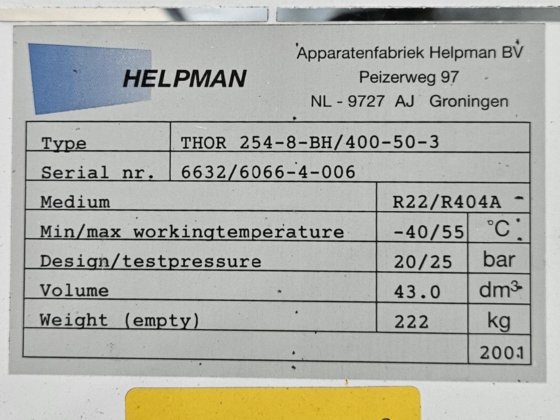 HELPMAN
Apparatenfabriek Helpman BV
Peizerweg 97
NL - 9727 AJ Groningen
Type THOR 254-8-BH/400-50-3
Serial nr. 6632/6066-4-006
Medium R22/R404A
Min/max workingtemperature -40/55 °C
Design/testpressure 20/25 bar
Volume 43.0 dm³
Weight (empty) 222 kg
2001